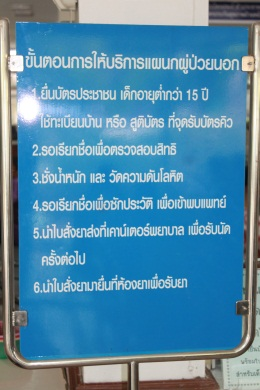 ขั้นตอนการให้บริการแผนกผู้ป่วยนอก
1.ยื่นบัตรประชาชน เด็กอายุต่ำกว่า 15 ปี
ใช้ทะเบียนบ้าน หรือ สูติบัตร ที่จุดรับบัตรคิว
2.รอเรียกชื่อเพื่อตรวจสอบสิทธิ
3.ชั่งน้ำหนัก และ วัดความดันโลหิต
4.รอเรียกชื่อเพื่อซักประวัติ เพื่อเข้าพบแพทย์
5.นำใบสั่งยาส่งที่เคาน์เตอร์พยาบาล เพื่อรับนัด
ครั้งต่อไป
6.นำใบสั่งยามายื่นที่ห้องยาเพื่อรับยา